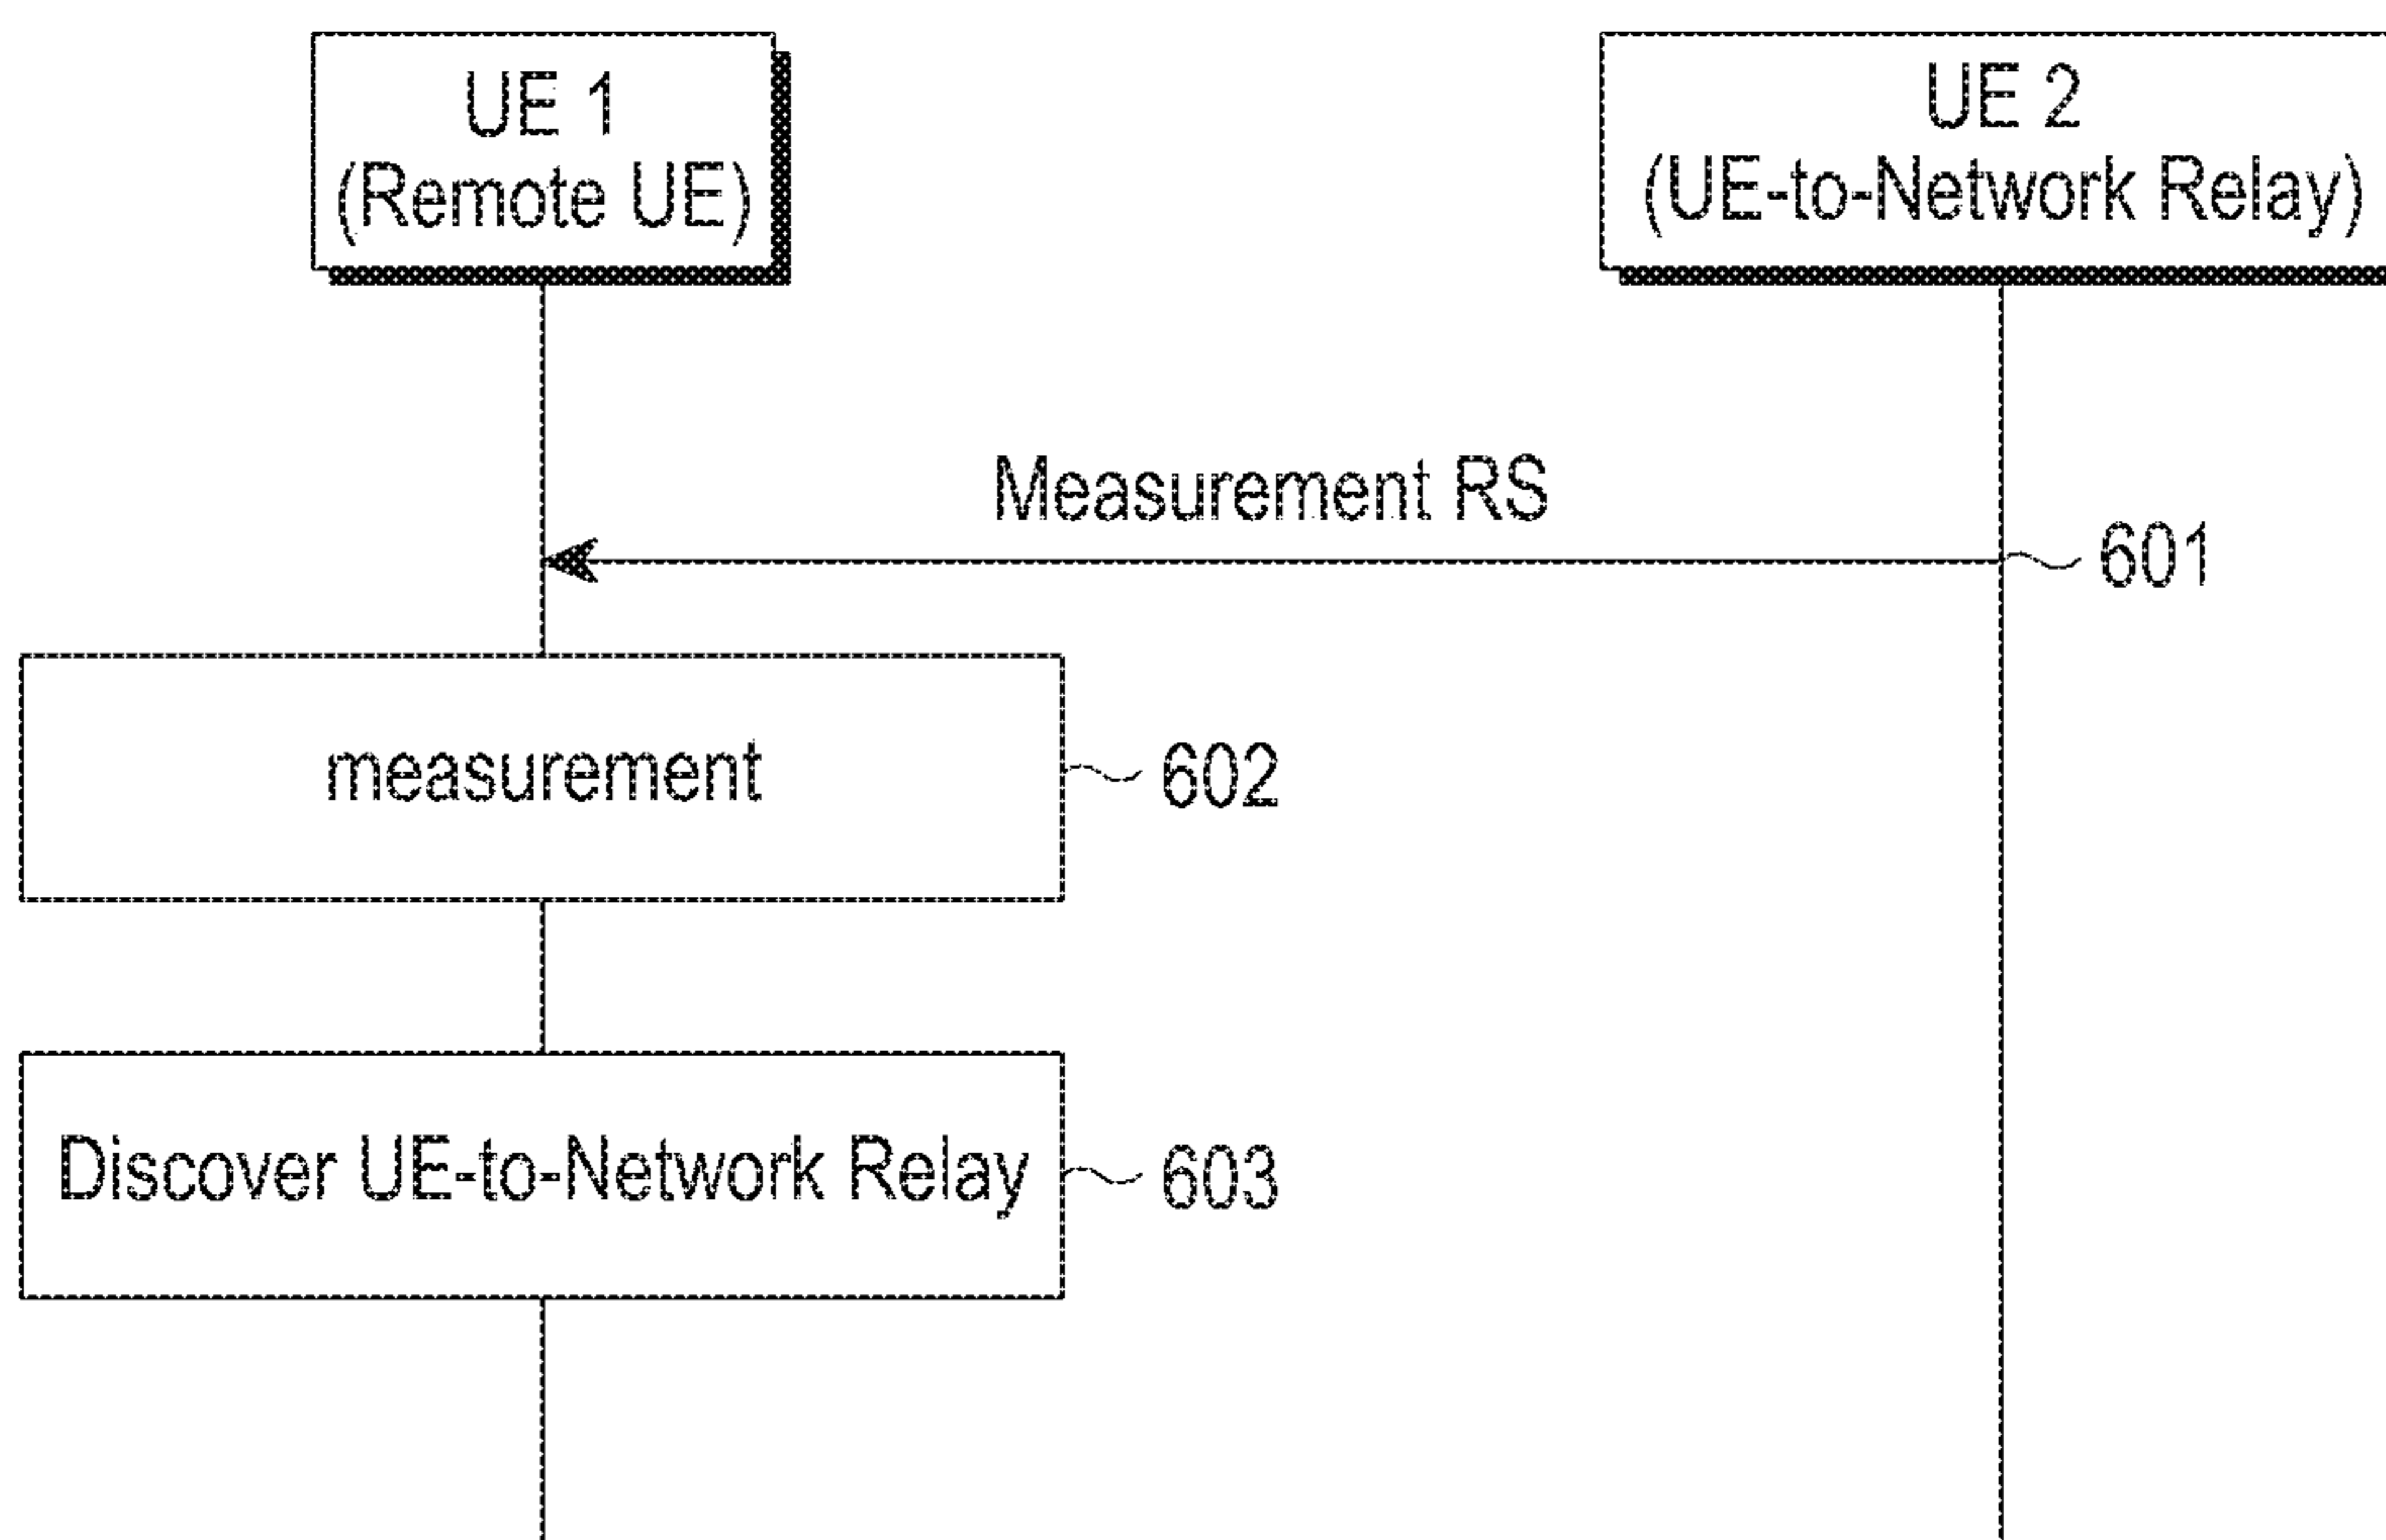 UE 1
(Remote UE)
UE 2
(UE-to-Network Relay)
Measurement RS
601
measurement
602
Discover UE-to-Network Relay
603